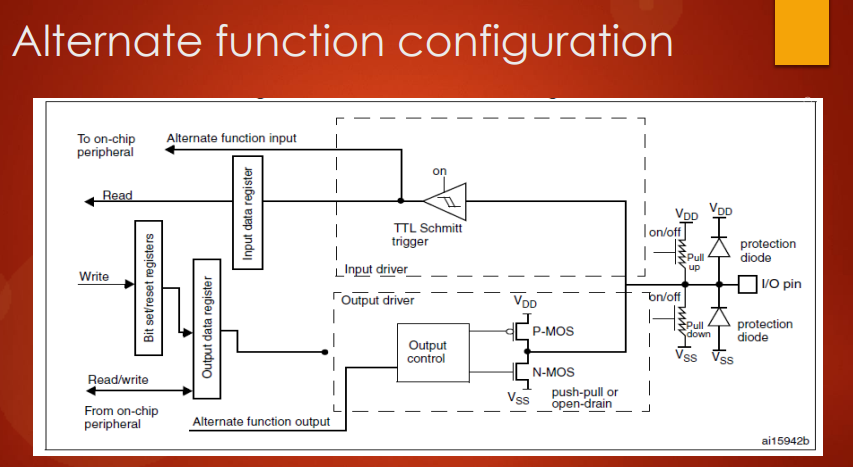 Alternate function configuration
To on-chip
peripheral
Alternate function input
Read
Input data register
on
TTL Schmitt
trigger
Input driver
Write
Bit set/reset registers
Output data register
Read/write
From on-chip
peripheral
Alternate function output
Output driver
Output
control
VDD
P-MOS
N-MOS
VSS
push-pull or
open-drain
VDD
VDD
on/off
Pull
up
protection
diode
I/O pin
on/off
Pull
down
protection
diode
VSS
VSS
ai15942b